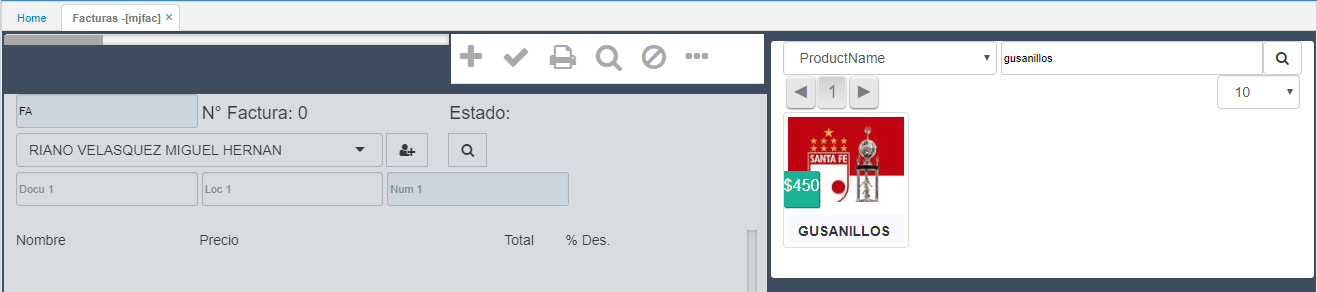 Home
Facturas -[mjfac] ×
ProductName
gusanillos
1
10
FA
N° Factura: 0
Estado:
RIANO VELASQUEZ MIGUEL HERNAN
Docu 1
Loc 1
Num 1
Nombre
Precio
Total
% Des.
SANTA FE
$450
GUSANILLOS